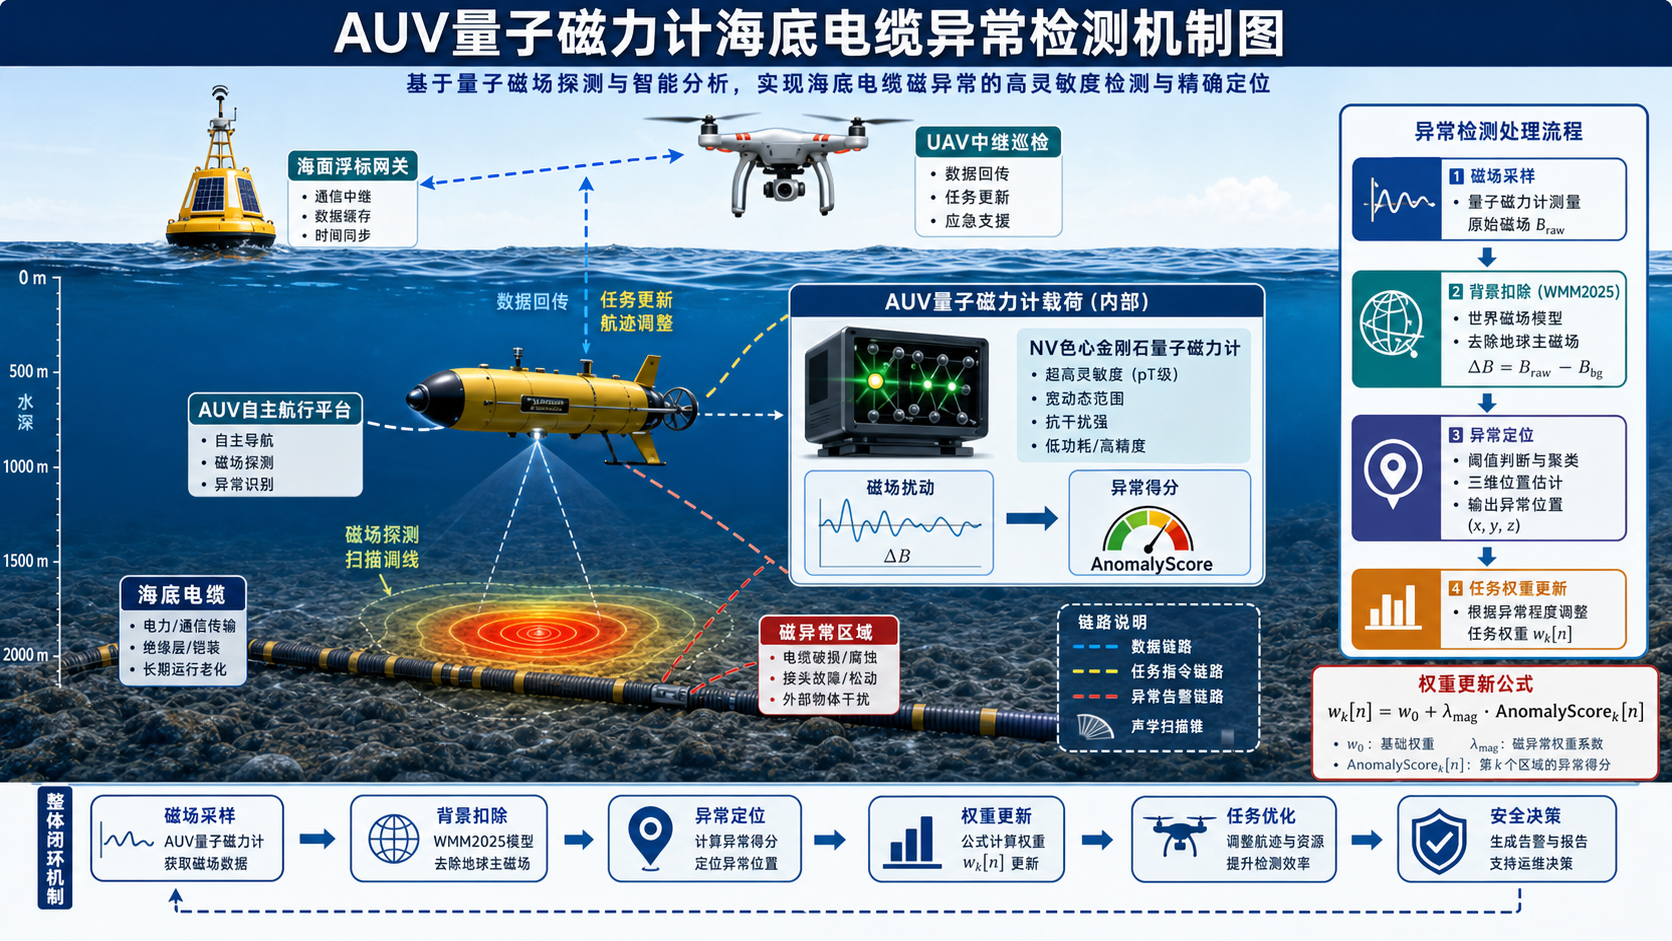 AUV量子磁力计海底电缆异常检测机制图
基于量子磁场探测与智能分析，实现海底电缆磁异常的高灵敏度检测与精确定位
海面浮标网关
• 通信中继
• 数据缓存
• 时间同步
UAV中继巡检
• 数据回传
• 任务更新
• 应急支援
0 m
500 m
水深
1000 m
1500 m
2000 m
数据回传
任务更新
航迹调整
AUV自主航行平台
• 自主导航
• 磁场探测
• 异常识别
磁场探测
海底电缆
• 电力/通信传输
• 绝缘层/铠装
• 长期运行老化
AUV量子磁力计载荷 (内部)
NV色心金刚石量子磁力计
• 超高灵敏度 (pT级)
• 宽动态范围
• 抗干扰强
• 低功耗/高精度
磁场扰动
ΔB
异常得分
AnomalyScore
磁异常区域
• 电缆破损/腐蚀
• 接头故障/松动
• 外部物体干扰
链路说明
数据链路
任务指令链路
异常告警链路
声学扫描锥
异常检测处理流程
1 磁场采样
• 量子磁力计测量
原始磁场 B_raw
2 背景扣除 (WMM2025)
• 世界磁场模型
• 去除地球主磁场
ΔB = B_raw − B_bg
3 异常定位
• 阈值判断与聚类
• 三维位置估计
• 输出异常位置
(x, y, z)
4 任务权重更新
• 根据异常程度调整
任务权重 w_k[n]
权重更新公式
w_k[n] = w_0 + λ_mag · AnomalyScore_k[n]
• w_0：基础权重 λ_mag：磁异常权重系数
• AnomalyScore_k[n]：第 k 个区域的异常得分
整体闭环机制
磁场采样
AUV量子磁力计
获取磁场数据
背景扣除
WMM2025模型
去除地球主磁场
异常定位
计算异常得分
定位异常位置
权重更新
公式计算权重
w_k[n] 更新
任务优化
调整航迹与资源
提升检测效率
安全决策
生成告警与报告
支持运维决策